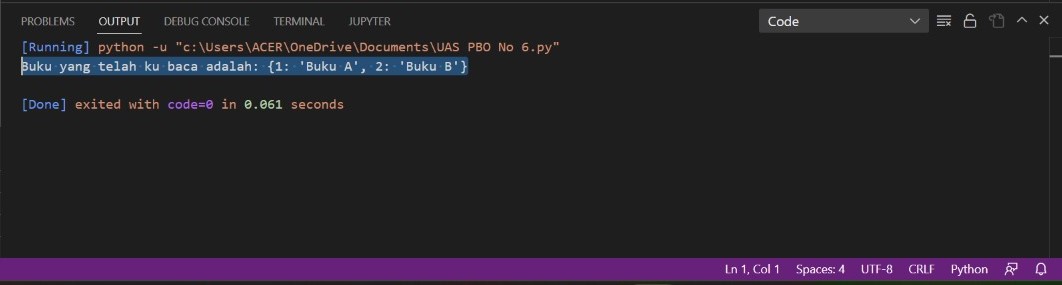 PROBLEMS OUTPUT DEBUG CONSOLE TERMINAL JUPYTER Code
[Running] python -u "c:\Users\ACER\OneDrive\Documents\UAS PBO No 6.py"
Buku yang telah ku baca adalah: {1: 'Buku A', 2: 'Buku B'}
[Done] exited with code=0 in 0.061 seconds
Ln 1, Col 1 Spaces: 4 UTF-8 CRLF Python